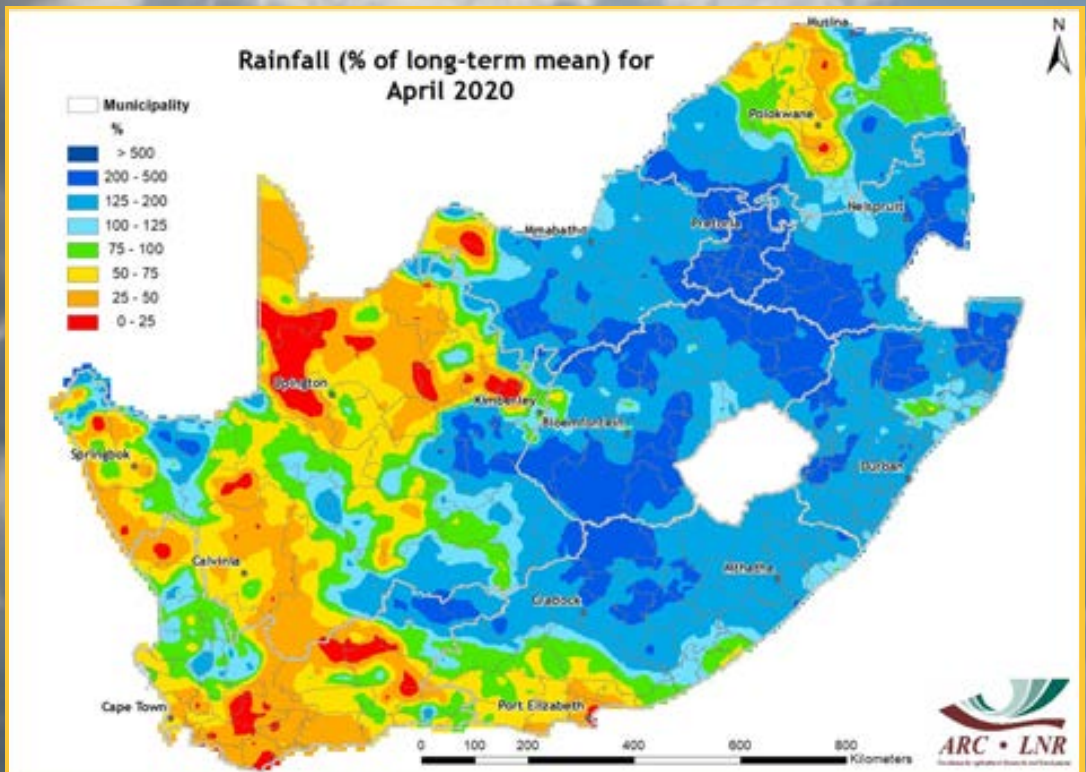 Rainfall (% of long-term mean) for
April 2020
N
Municipality
%
> 500
200 - 500
125 - 200
100 - 125
75 - 100
50 - 75
25 - 50
0 - 25
Musina
Polokwane
Nelspruit
Pretoria
Mmabatho
Upington
Kimberley
Bloemfontein
Springbok
Durban
Calvinia
Mthatha
Cradock
Cape Town
Port Elizabeth
0 100 200 400 600 800
Kilometers
ARC • LNR